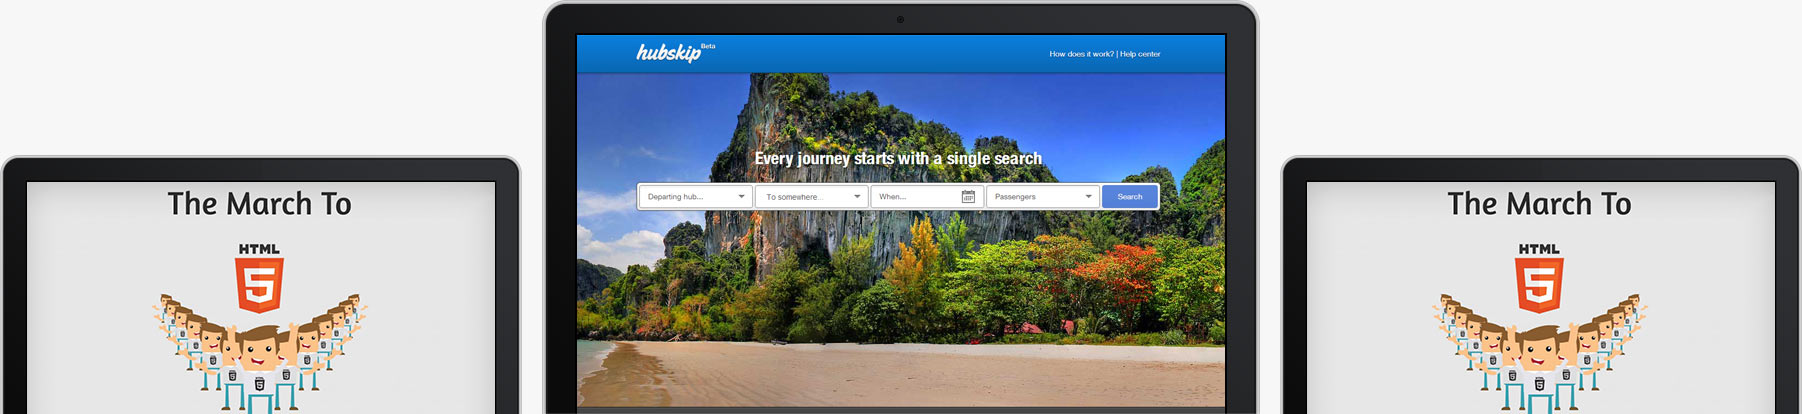 The March To
HTML
5
hubskip Beta
How does it work? | Help center
Every journey starts with a single search
Departing hub...
To somewhere...
When...
Passengers
Search
The March To
HTML
5